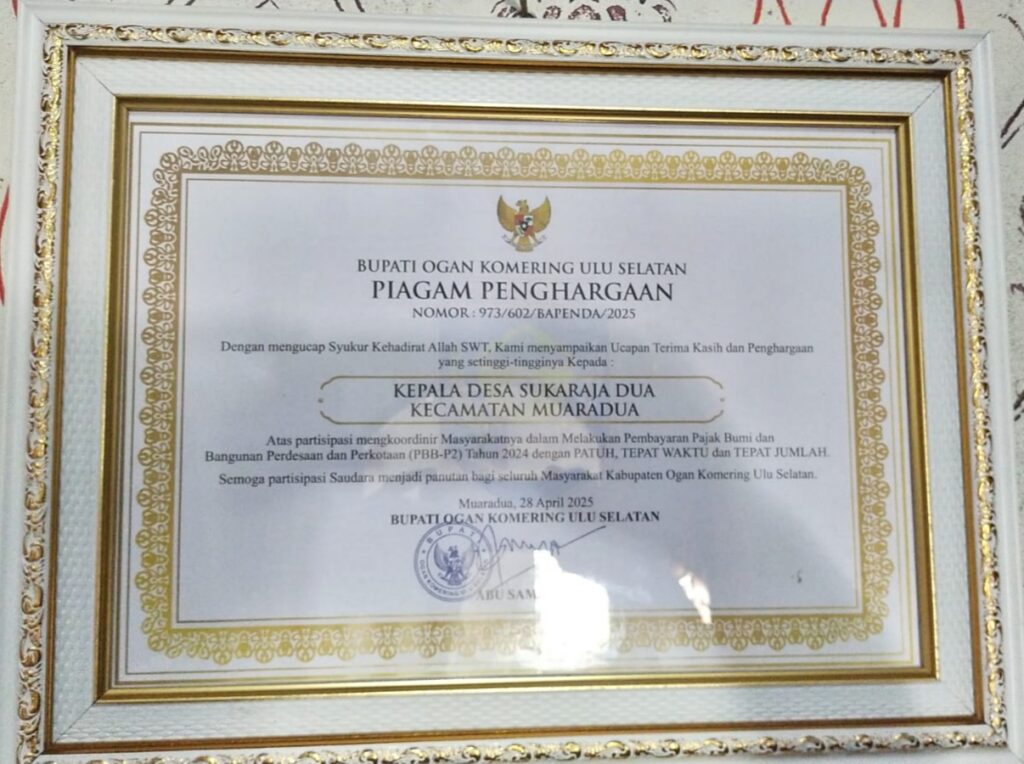 BUPATI OGAN KOMERING ULU SELATAN
PIAGAM PENGHARGAAN
NOMOR : 973/602/BAPENDA/2025
Dengan mengucap Syukur Kehadirat Allah SWT, Kami menyampaikan Ucapan Terima Kasih dan Penghargaan
yang setinggi-tingginya Kepada :
KEPALA DESA SUKARAJA DUA
KECAMATAN MUARADUA
Atas partisipasi mengkoordinir Masyarakatnya dalam Melakukan Pembayaran Pajak Bumi dan
Bangunan Perdesaan dan Perkotaan (PBB-P2) Tahun 2024 dengan PATUH, TEPAT WAKTU dan TEPAT JUMLAH.
Semoga partisipasi Saudara menjadi panutan bagi seluruh Masyarakat Kabupaten Ogan Komering Ulu Selatan.
Muaradua, 28 April 2025
BUPATI OGAN KOMERING ULU SELATAN
BUPATI
OGAN KOMERING
ABU